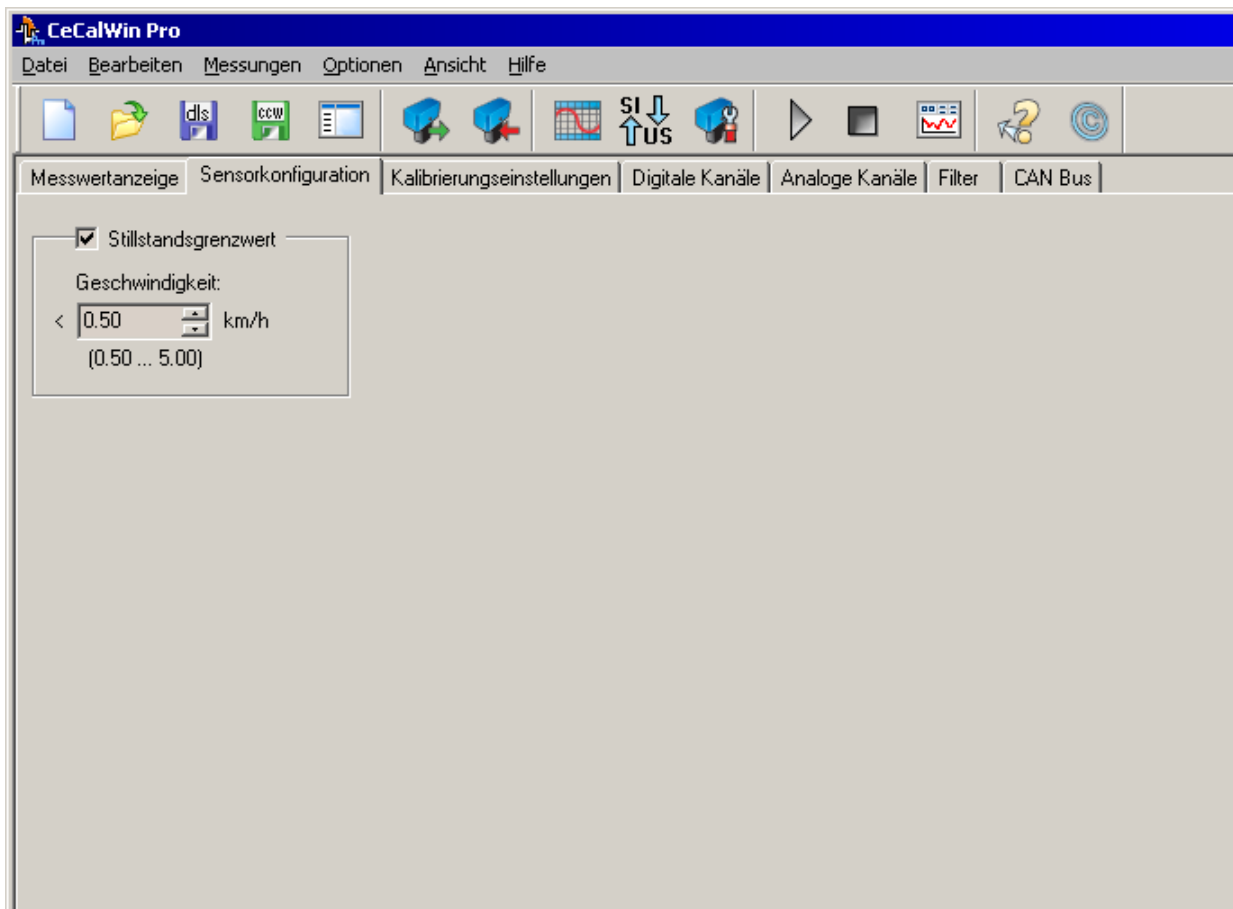 CeCalWin Pro
Datei Bearbeiten Messungen Optionen Ansicht Hilfe
dls ccw SI US ©
Messwertanzeige Sensorkonfiguration Kalibrierungseinstellungen Digitale Kanäle Analoge Kanäle Filter CAN Bus
Stillstandsgrenzwert
Geschwindigkeit:
< 0.50 km/h
(0.50 ... 5.00)